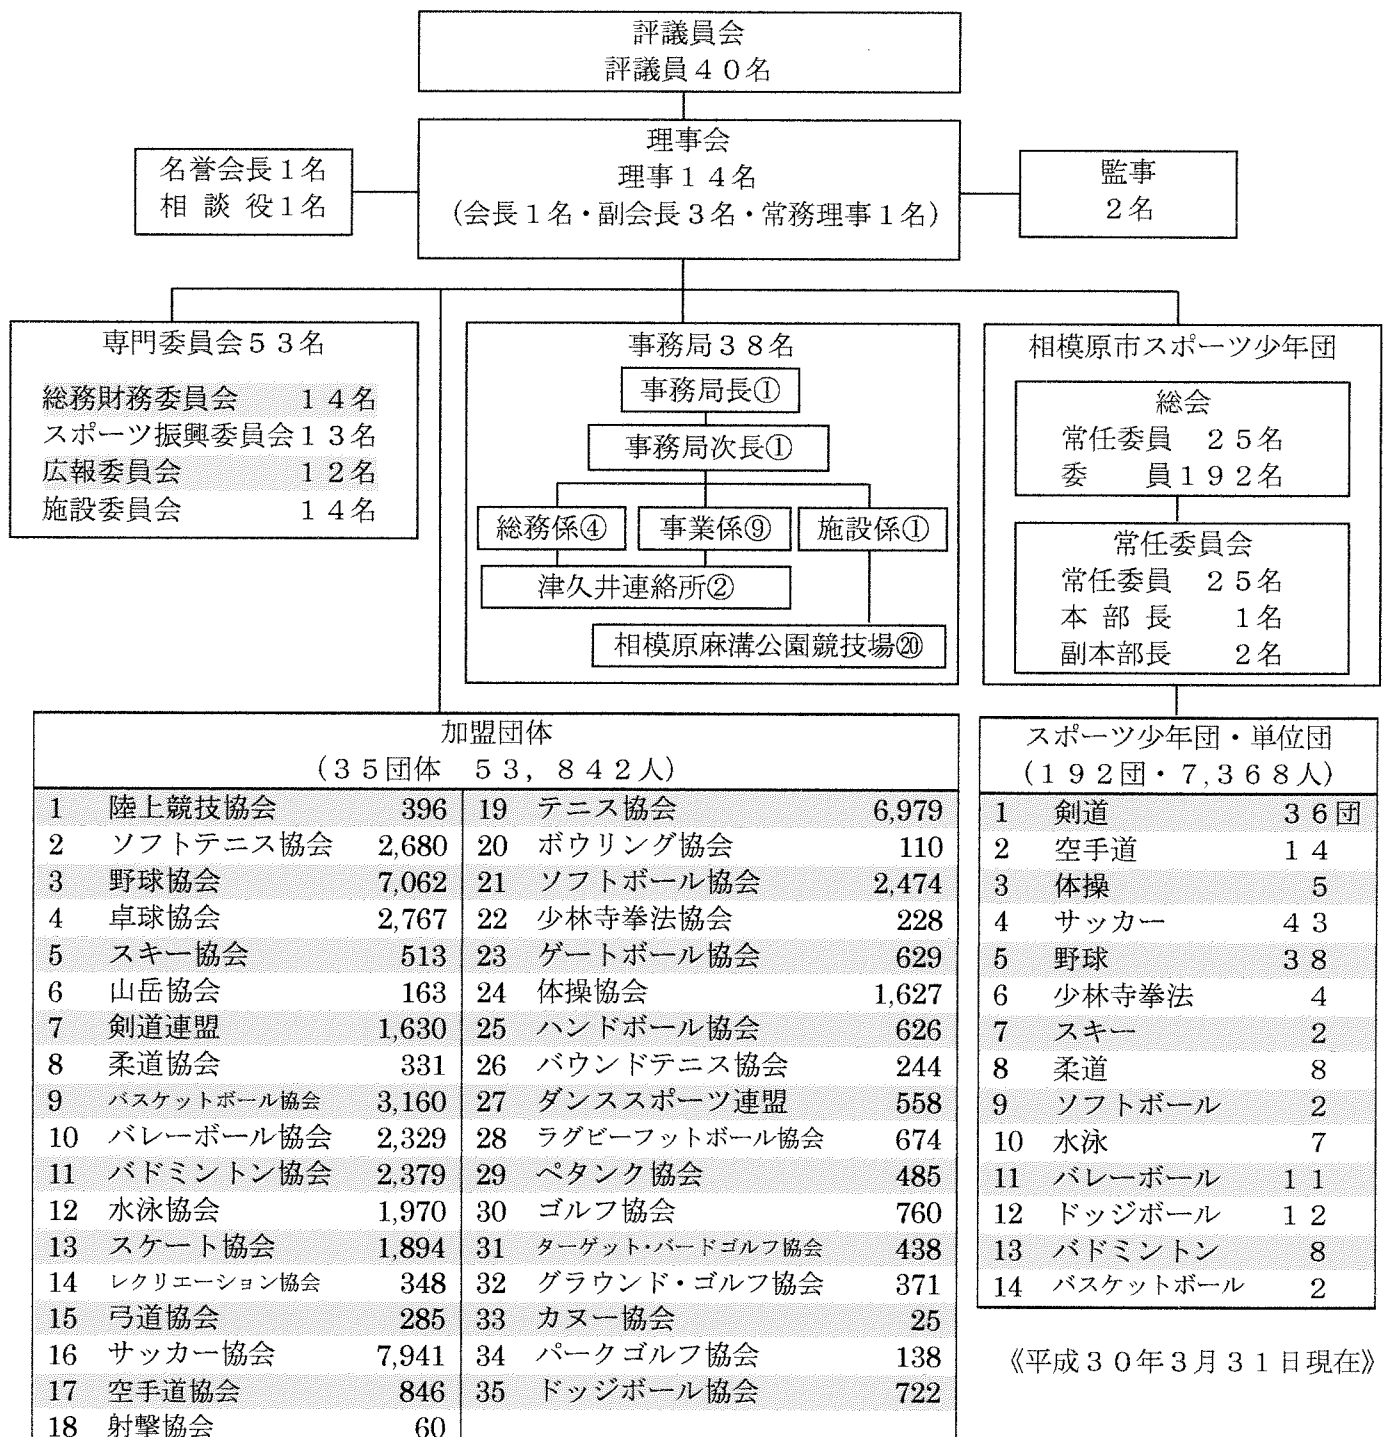 評議員会
評議員40名
理事会
理事14名
(会長1名・副会長3名・常務理事1名)
名誉会長1名
相談役1名
監事
2名
専門委員会53名
総務財務委員会 14名
スポーツ振興委員会13名
広報委員会 12名
施設委員会 14名
事務局38名
事務局長①
事務局次長①
総務係④
事業係⑨
施設係①
津久井連絡所②
相模原麻溝公園競技場⑳
相模原市スポーツ少年団
総会
常任委員 25名
委員192名
常任委員会
常任委員 25名
本部長 1名
副本部長 2名
加盟団体
(35団体 53,842人)
1 陸上競技協会 396
2 ソフトテニス協会 2,680
3 野球協会 7,062
4 卓球協会 2,767
5 スキー協会 513
6 山岳協会 163
7 剣道連盟 1,630
8 柔道協会 331
9 バスケットボール協会 3,160
10 バレーボール協会 2,329
11 バドミントン協会 2,379
12 水泳協会 1,970
13 スケート協会 1,894
14 レクリエーション協会 348
15 弓道協会 285
16 サッカー協会 7,941
17 空手道協会 846
18 射撃協会 60
19 テニス協会 6,979
20 ボウリング協会 110
21 ソフトボール協会 2,474
22 少林寺拳法協会 228
23 ゲートボール協会 629
24 体操協会 1,627
25 ハンドボール協会 626
26 バウンドテニス協会 244
27 ダンススポーツ連盟 558
28 ラグビーフットボール協会 674
29 ペタンク協会 485
30 ゴルフ協会 760
31 ターゲット・バードゴルフ協会 438
32 グラウンド・ゴルフ協会 371
33 カヌー協会 25
34 パークゴルフ協会 138
35 ドッジボール協会 722
スポーツ少年団・単位団
(192団・7,368人)
1 剣道 36団
2 空手道 14
3 体操 5
4 サッカー 43
5 野球 38
6 少林寺拳法 4
7 スキー 2
8 柔道 8
9 ソフトボール 2
10 水泳 7
11 バレーボール 11
12 ドッジボール 12
13 バドミントン 8
14 バスケットボール 2
《平成30年3月31日現在》